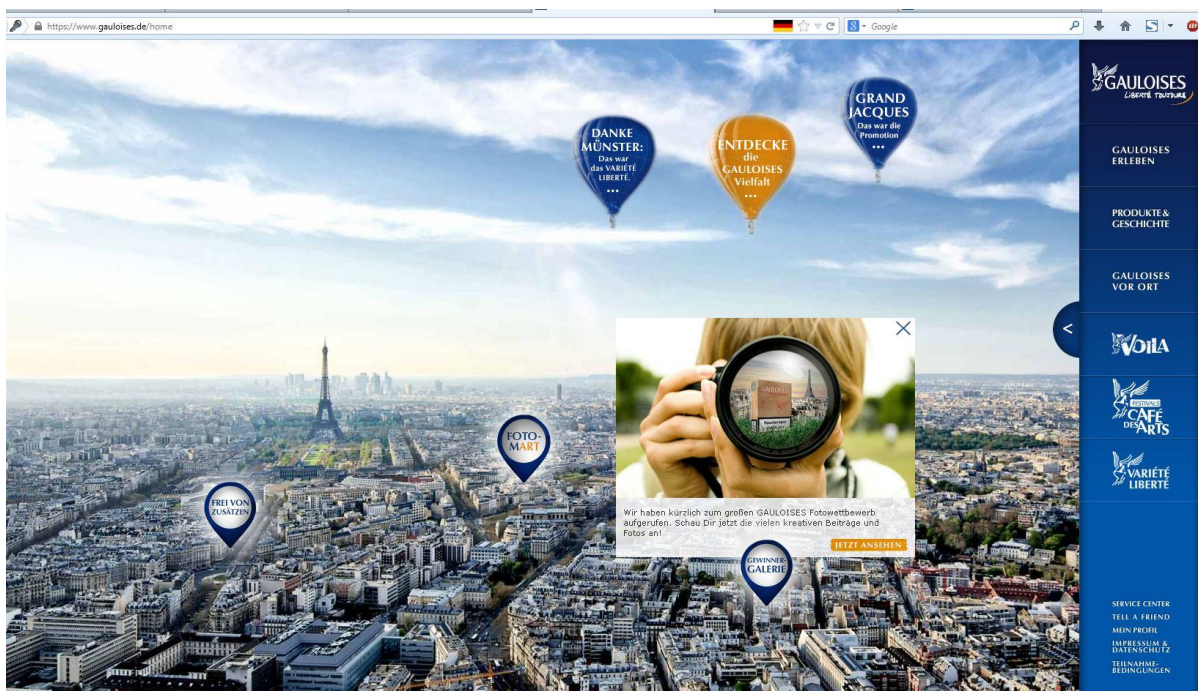 https://www.gauloises.de/home
Google
GRAND
JACQUES
Das war die
Promotion
...
DANKE
MÜNSTER:
Das war
das VARIÉTÉ
LIBERTÉ.
...
ENTDECKE
die
GAULOISES
Vielfalt
...
FOTO-
MART
FREI VON
ZUSÄTZEN
GAULOISES
Wir haben kürzlich zum großen GAULOISES Fotowettbewerb
aufgerufen. Schau Dir jetzt die vielen kreativen Beiträge und
Fotos an!
JETZT ANSEHEN
GEWINNER-
GALERIE
<
GAULOISES
LIBERTÉ TOUJOURS
GAULOISES
ERLEBEN
PRODUKTE &
GESCHICHTE
GAULOISES
VOR ORT
VOILA
FESTIVALS
CAFÉ
DES ARTS
VARIÉTÉ
LIBERTÉ
SERVICE CENTER
TELL A FRIEND
MEIN PROFIL
IMPRESSUM &
DATENSCHUTZ
TEILNAHME-
BEDINGUNGEN